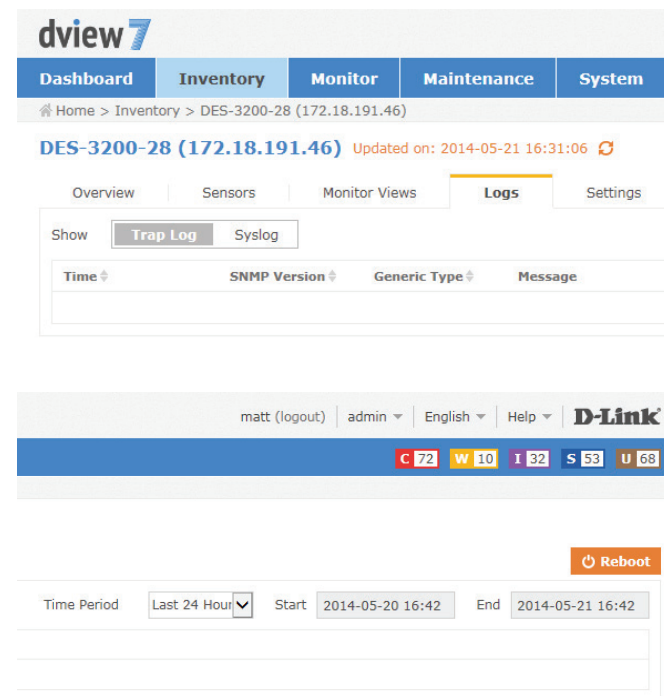 dview 7
Dashboard Inventory Monitor Maintenance System
Home > Inventory > DES-3200-28 (172.18.191.46)
DES-3200-28 (172.18.191.46) Updated on: 2014-05-21 16:31:06
Overview Sensors Monitor Views Logs Settings
Show Trap Log Syslog
Time SNMP Version Generic Type Message
matt (logout) admin English Help D-Link
C 72 W 10 I 32 S 53 U 68
Reboot
Time Period Last 24 Hour Start 2014-05-20 16:42 End 2014-05-21 16:42